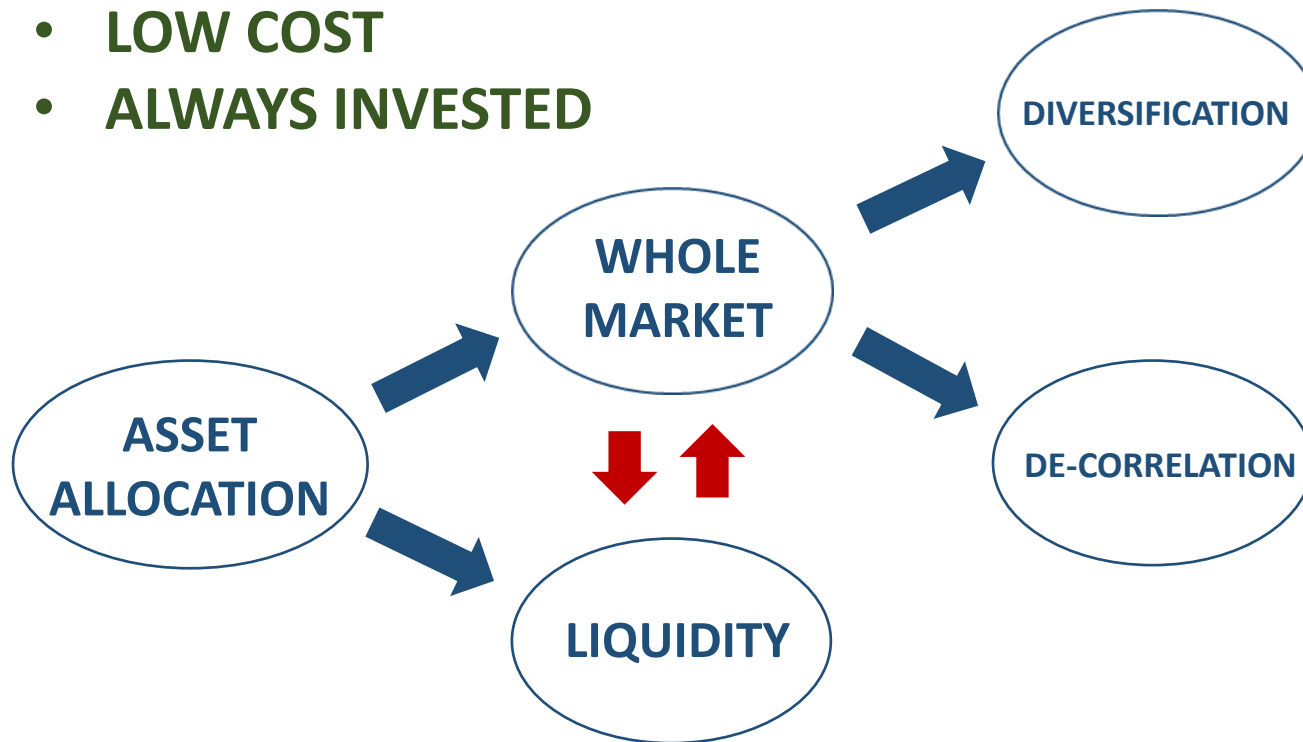 • LOW COST
• ALWAYS INVESTED
DIVERSIFICATION
WHOLE
MARKET
ASSET
ALLOCATION
DE-CORRELATION
LIQUIDITY